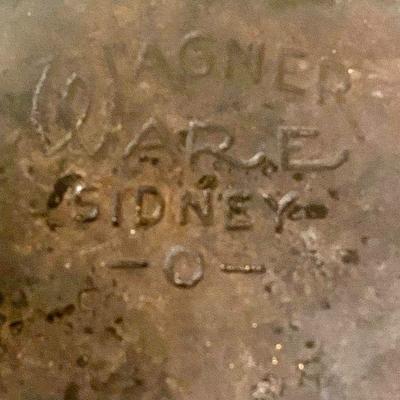 WAGNER
WARE
SIDNEY
-O-